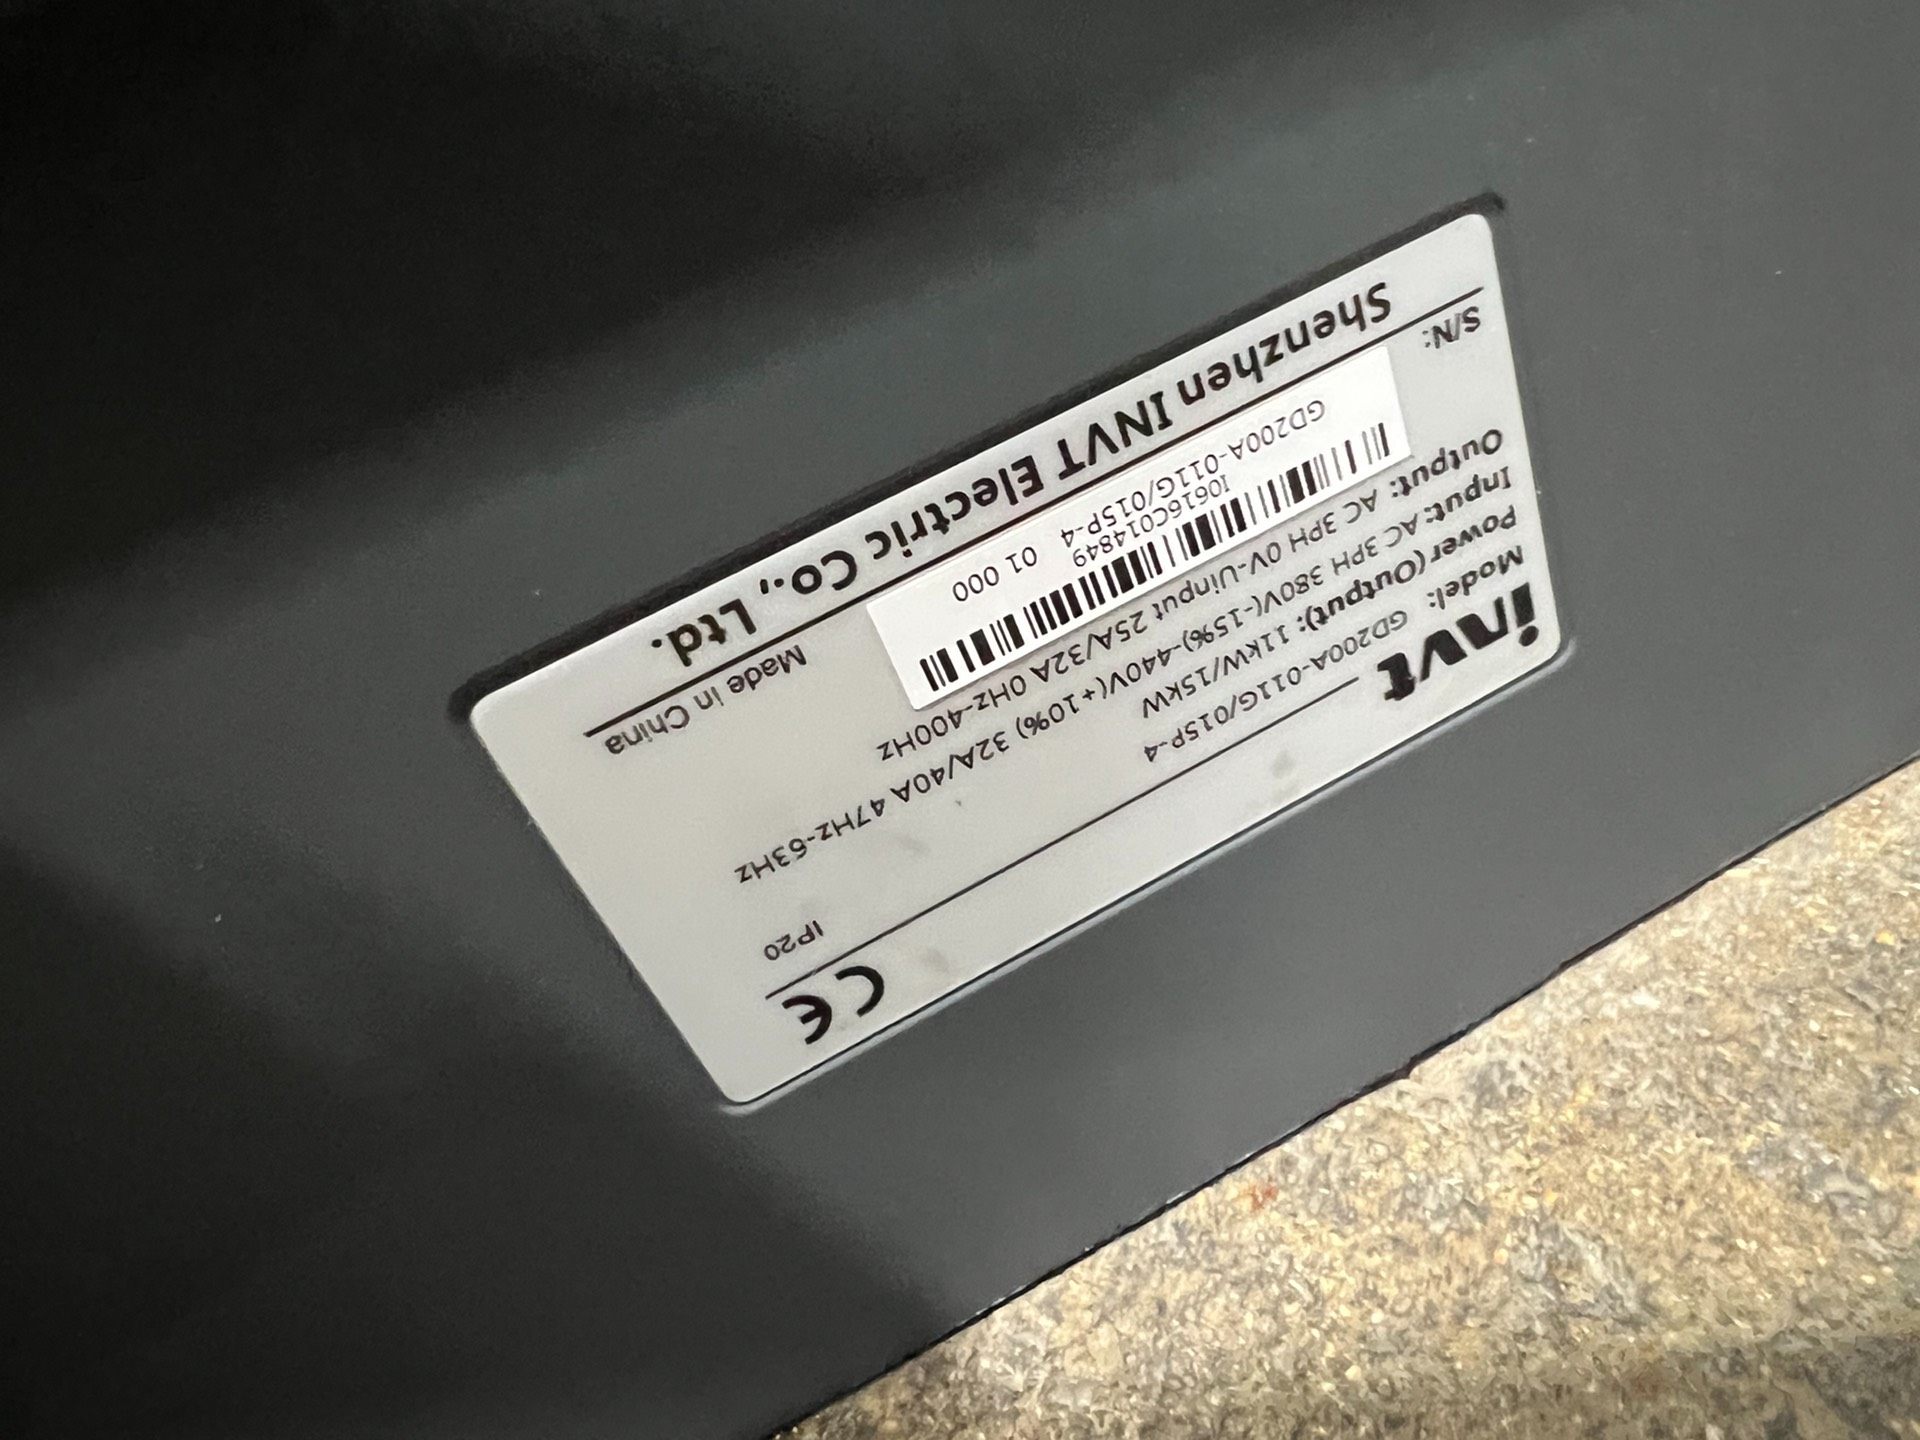 invt
CE
Model: GD200A-011G/015P-4
IP20
Power(Output): 11kW/15kW
Input: AC 3PH 380V(-15%)-440V(+10%) 32A/40A 47Hz-63Hz
Output: AC 3PH 0V-Uinput 25A/32A 0Hz-400Hz
S/N:
I0616C014849
GD200A-011G/015P-4 01 000
Made in China
Shenzhen INVT Electric Co., Ltd.